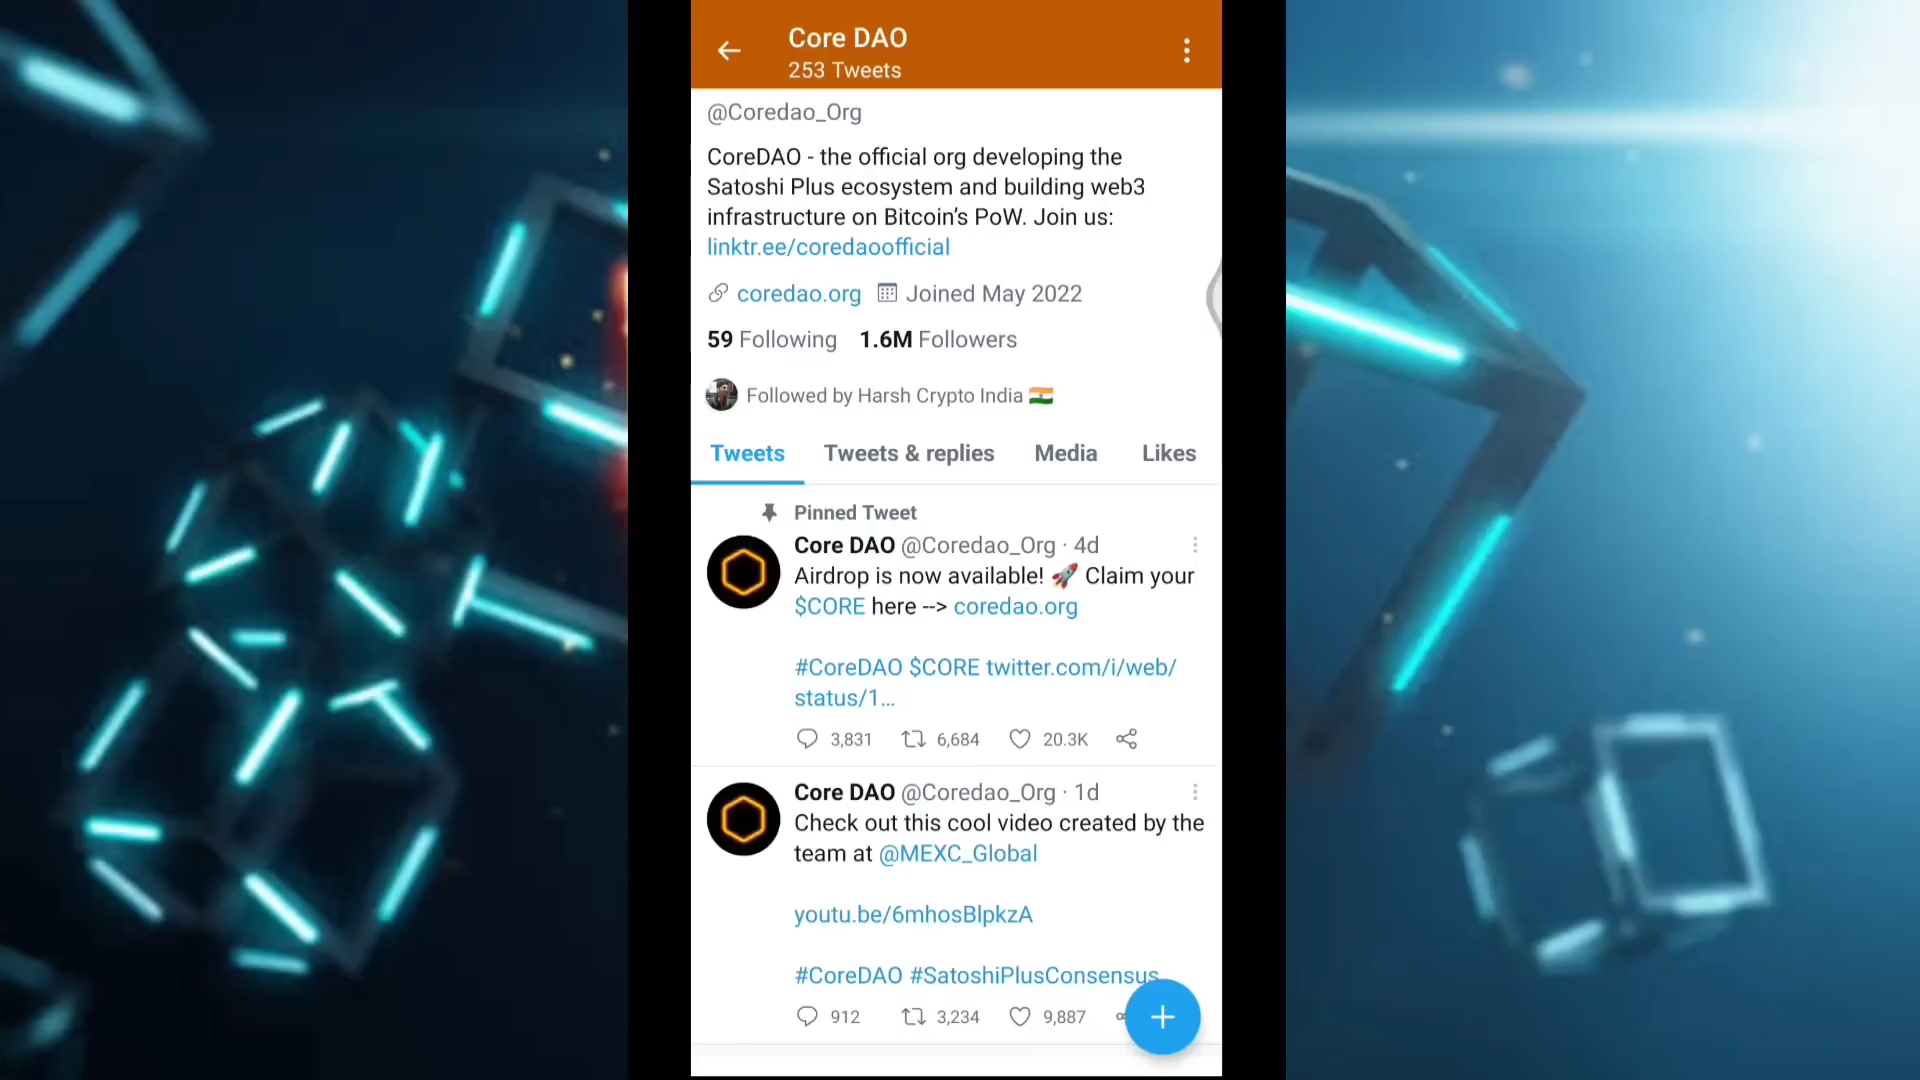 Core DAO
253 Tweets
@Coredao_Org
CoreDAO - the official org developing the
Satoshi Plus ecosystem and building web3
infrastructure on Bitcoin’s PoW. Join us:
linktr.ee/coredaoofficial
coredao.org Joined May 2022
59 Following 1.6M Followers
Followed by Harsh Crypto India 🇮🇳
Tweets Tweets & replies Media Likes
Pinned Tweet
Core DAO @Coredao_Org · 4d
Airdrop is now available! 🚀 Claim your
$CORE here --> coredao.org
#CoreDAO $CORE twitter.com/i/web/
status/1…
3,831 6,684 20.3K
Core DAO @Coredao_Org · 1d
Check out this cool video created by the
team at @MEXC_Global
youtu.be/6mhosBlpkzA
#CoreDAO #SatoshiPlusConsensus
912 3,234 9,887